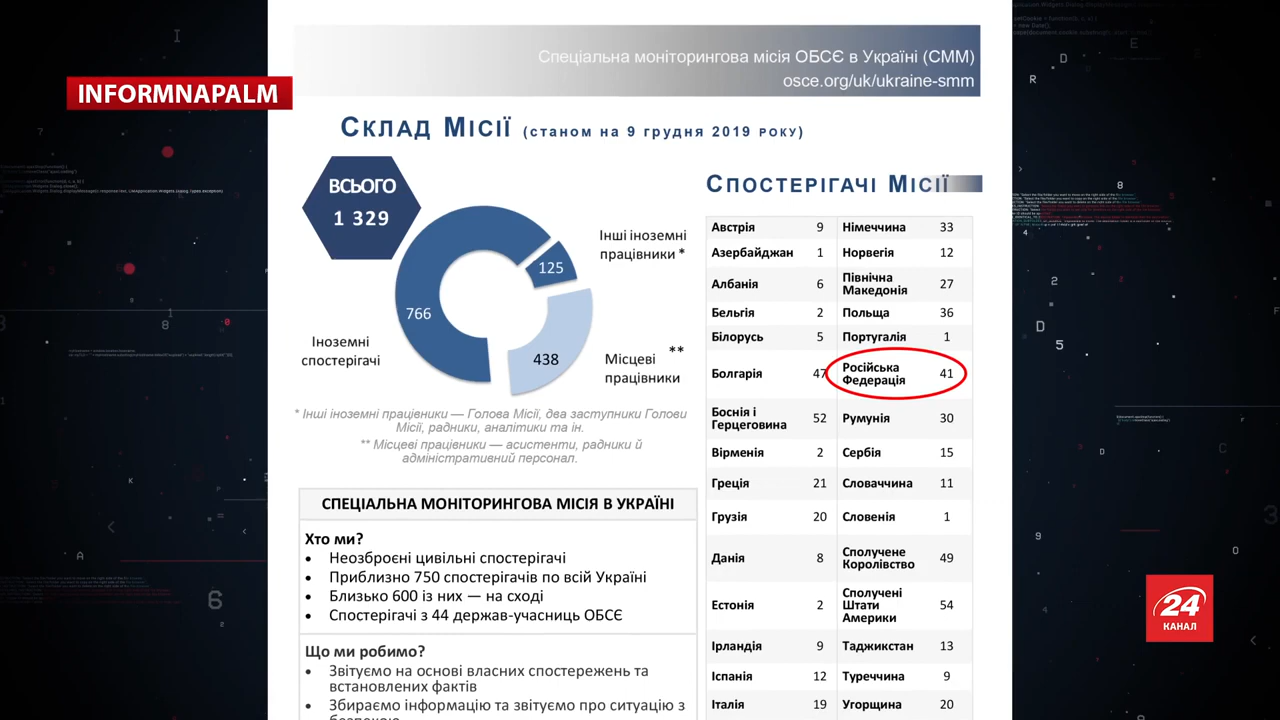 INFORMNAPALM
Спеціальна моніторингова місія ОБСЄ в Україні (СММ)
osce.org/uk/ukraine-smm
Склад Місії (станом на 9 грудня 2019 року)
ВСЬОГО
1 329
Інші іноземні
працівники *
125
766
438
Іноземні
спостерігачі
Місцеві **
працівники
* Інші іноземні працівники — Голова Місії, два заступники Голови
Місії, радники, аналітики та ін.
** Місцеві працівники — асистенти, радники й
адміністративний персонал.
СПЕЦІАЛЬНА МОНІТОРИНГОВА МІСІЯ В УКРАЇНІ
Хто ми?
• Неозброєні цивільні спостерігачі
• Приблизно 750 спостерігачів по всій Україні
• Близько 600 із них — на сході
• Спостерігачі з 44 держав-учасниць ОБСЄ
Що ми робимо?
• Звітуємо на основі власних спостережень та
встановлених фактів
• Збираємо інформацію та звітуємо про ситуацію з
безпекою
Спостерігачі Місії
Австрія 9 Німеччина 33
Азербайджан 1 Норвегія 12
Албанія 6 Північна
Македонія 27
Бельгія 2 Польща 36
Білорусь 5 Португалія 1
Болгарія 47 Російська
Федерація 41
Боснія і
Герцеговина 52 Румунія 30
Вірменія 2 Сербія 15
Греція 21 Словаччина 11
Грузія 20 Словенія 1
Данія 8 Сполучене
Королівство 49
Естонія 2 Сполучені
Штати
Америки 54
Ірландія 9 Таджикистан 13
Іспанія 12 Туреччина 9
Італія 19 Угорщина 20
24
КАНАЛ